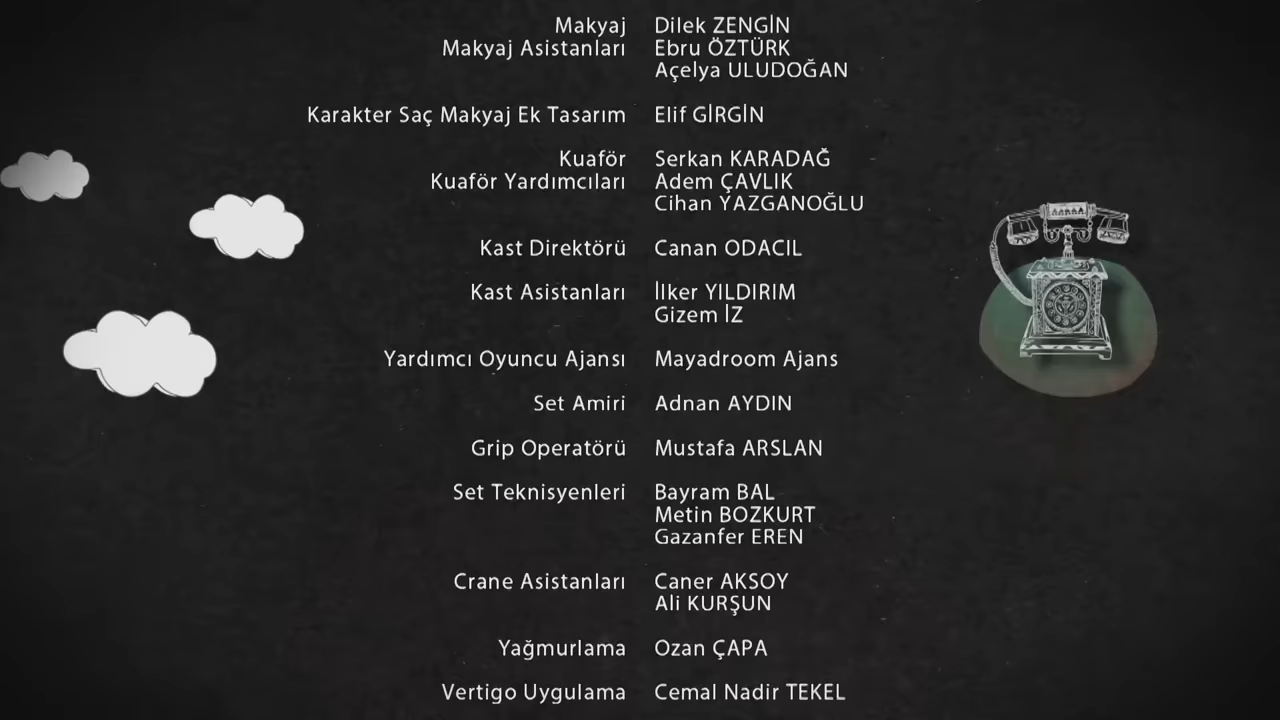 Makyaj Dilek ZENGİN
Makyaj Asistanları Ebru ÖZTÜRK
Açelya ULUDOĞAN
Karakter Saç Makyaj Ek Tasarım Elif GİRGİN
Kuaför Serkan KARADAĞ
Kuaför Yardımcıları Adem ÇAVLIK
Cihan YAZGANOĞLU
Kast Direktörü Canan ODACIL
Kast Asistanları İlker YILDIRIM
Gizem İZ
Yardımcı Oyuncu Ajansı Mayadroom Ajans
Set Amiri Adnan AYDIN
Grip Operatörü Mustafa ARSLAN
Set Teknisyenleri Bayram BAL
Metin BOZKURT
Gazanfer EREN
Crane Asistanları Caner AKSOY
Ali KURŞUN
Yağmurlama Ozan ÇAPA
Vertigo Uygulama Cemal Nadir TEKEL